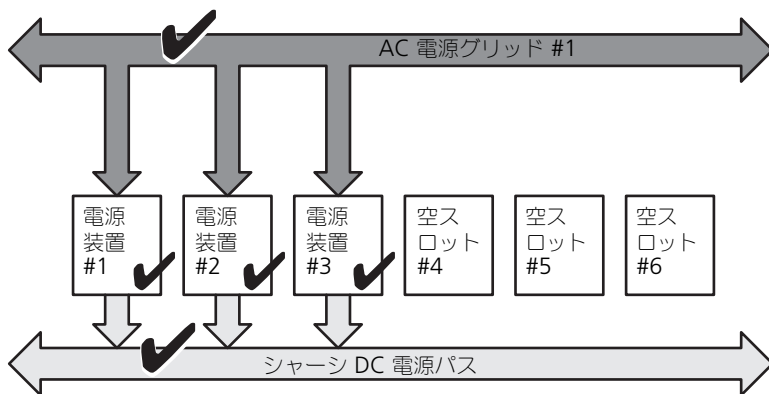 AC 電源グリッド #1
電源
装置
#1
電源
装置
#2
電源
装置
#3
空ス
ロット
#4
空ス
ロット
#5
空ス
ロット
#6
シャーシ DC 電源バス